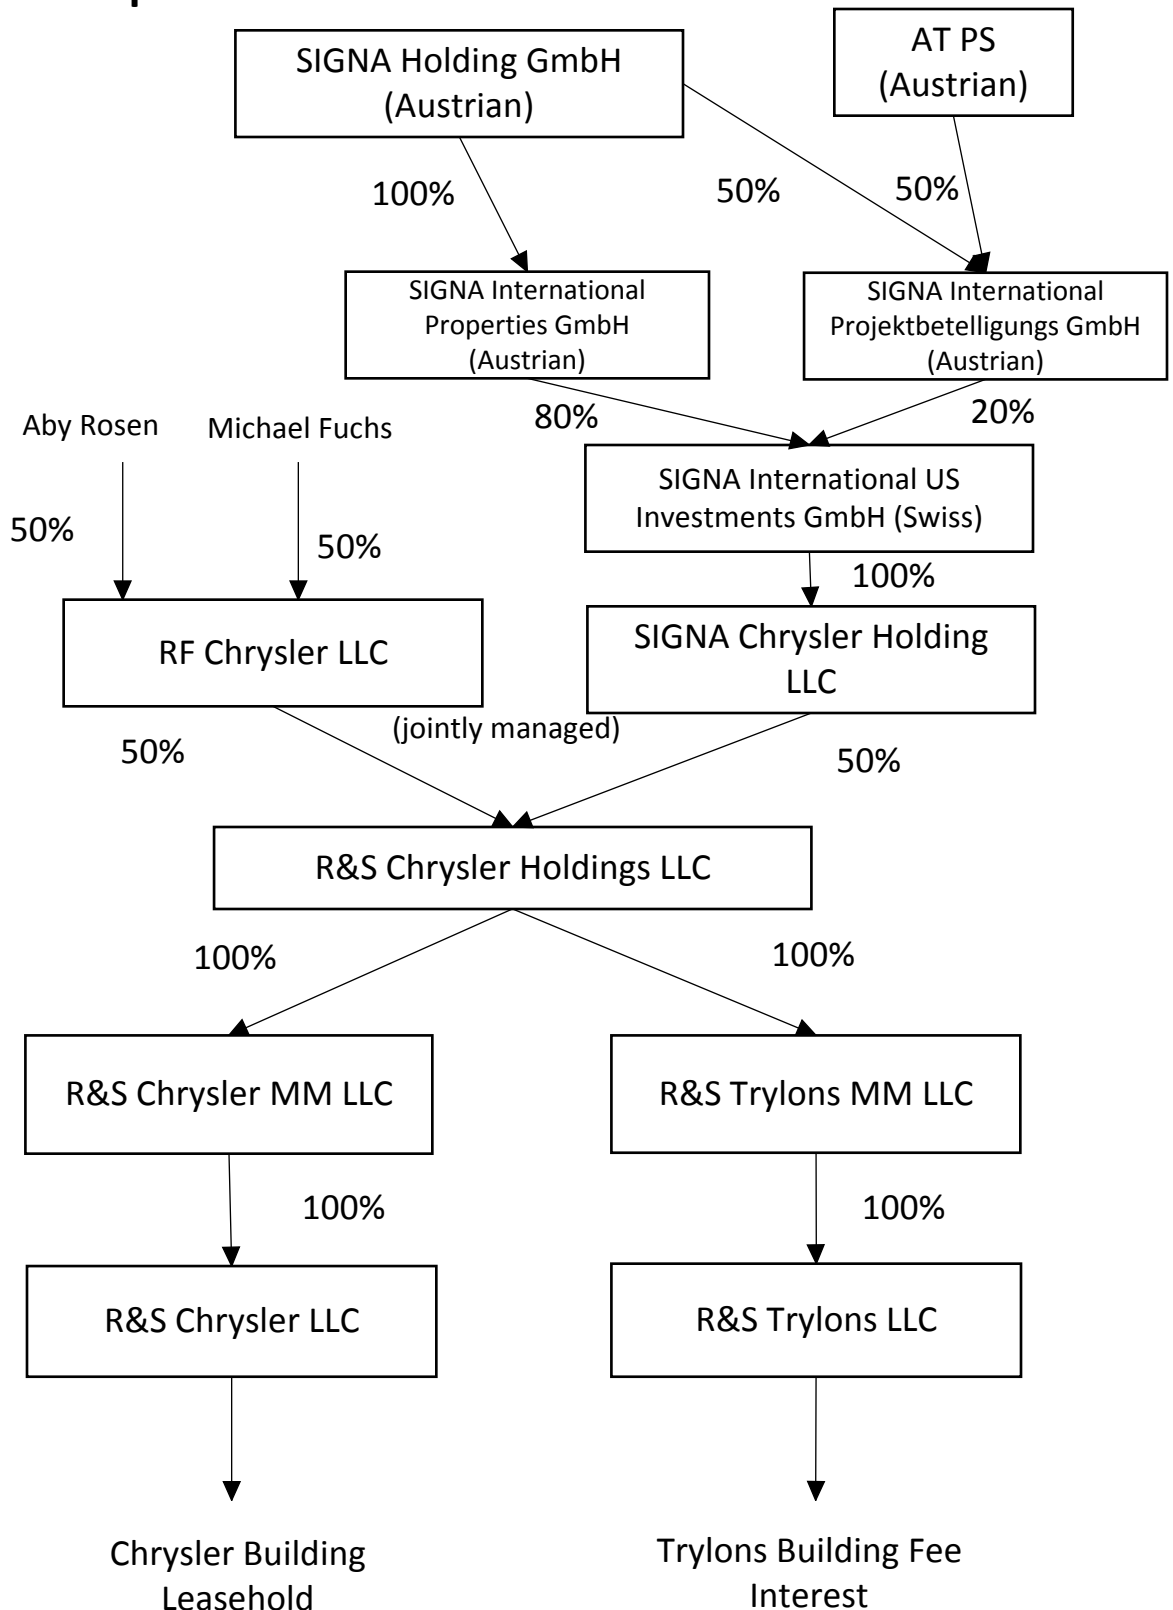 SIGNA Holding GmbH
(Austrian)
AT PS
(Austrian)
100%
50%
50%
SIGNA International
Properties GmbH
(Austrian)
SIGNA International
Projektbetelligungs GmbH
(Austrian)
80%
20%
Aby Rosen
Michael Fuchs
SIGNA International US
Investments GmbH (Swiss)
50%
50%
100%
RF Chrysler LLC
SIGNA Chrysler Holding
LLC
(jointly managed)
50%
50%
R&S Chrysler Holdings LLC
100%
100%
R&S Chrysler MM LLC
R&S Trylons MM LLC
100%
100%
R&S Chrysler LLC
R&S Trylons LLC
Chrysler Building
Leasehold
Trylons Building Fee
Interest